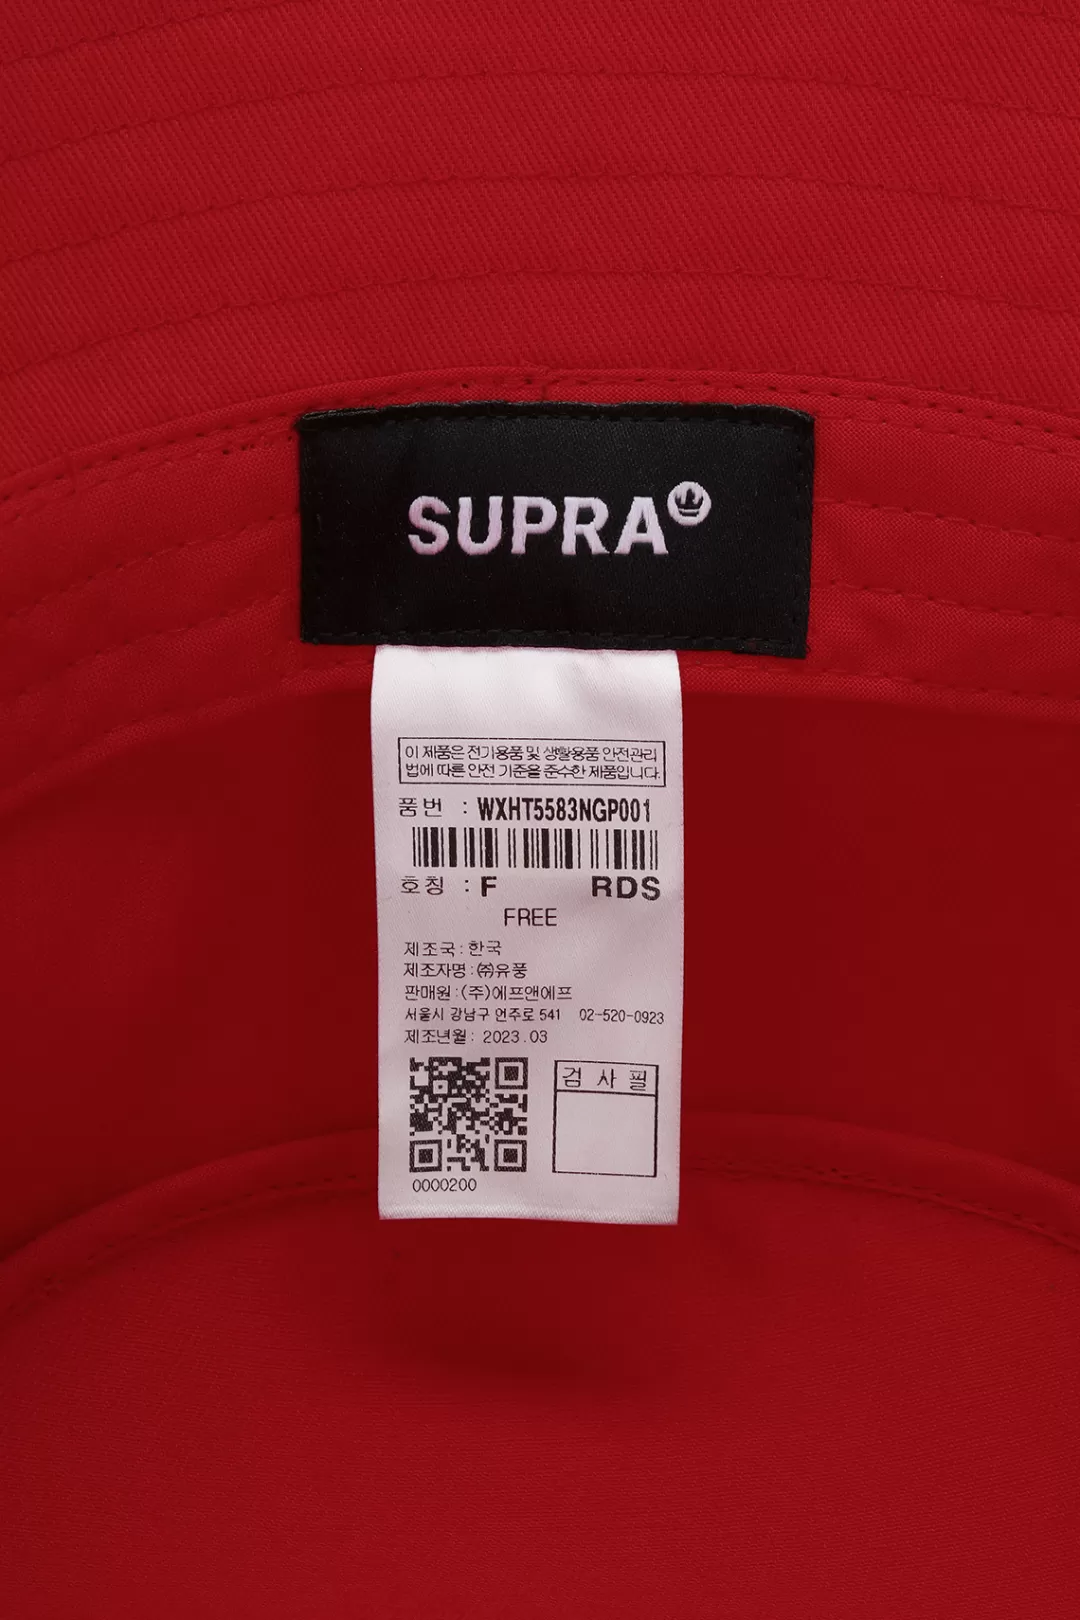 SUPRA
이 제품은 전기용품 및 생활용품 안전관리
법에 따른 안전 기준을 준수한 제품입니다.
품번 : WXHT5583NGP001
호칭 : F RDS
FREE
제조국 : 한국
제조자명 : ㈜유풍
판매원 : (주)에프앤에프
서울시 강남구 언주로 541 02-520-0923
제조년월 : 2023.03
검 사 필
0000200